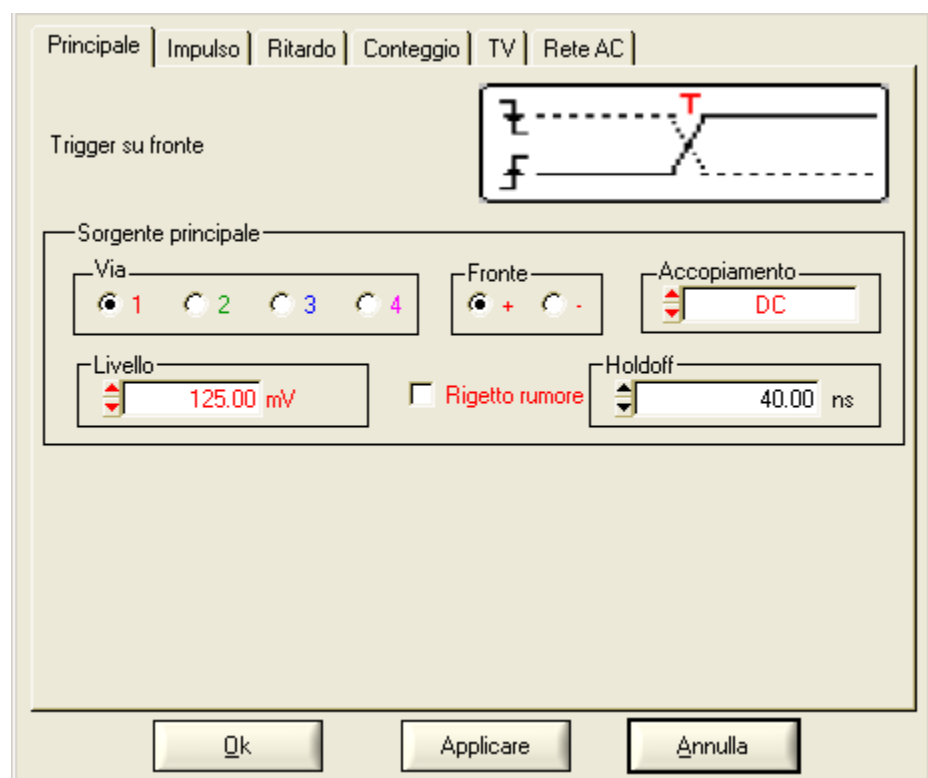 Principale Impulso Ritardo Conteggio TV Rete AC
T
Trigger su fronte
Sorgente principale
Via Fronte Accopiamento
1 2 3 4 + - DC
Livello Holdoff
125.00 mV Rigetto rumore 40.00 ns
Ok Applicare Annulla